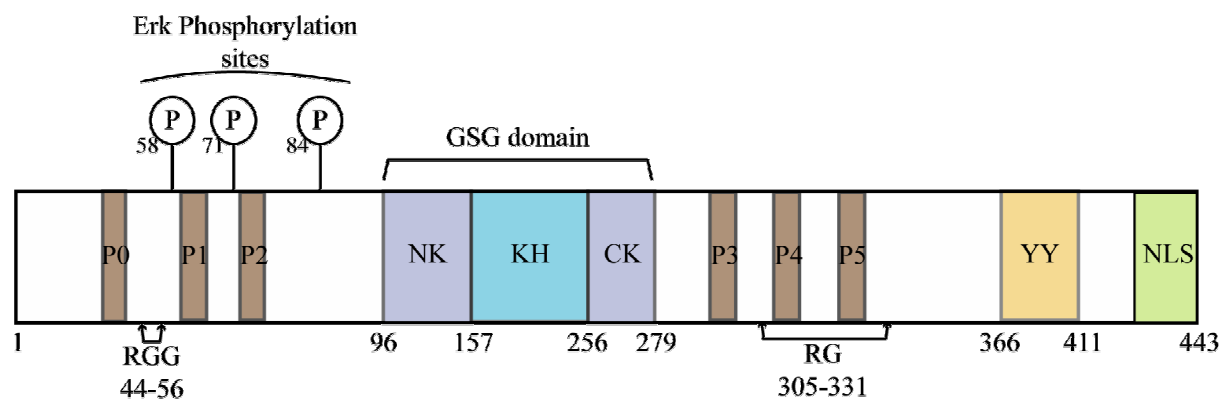 Erk Phosphorylation
sites
P P P
58 71 84
GSG domain
P0 P1 P2 NK KH CK P3 P4 P5 YY NLS
1 96 157 256 279 366 411 443
RGG
44-56
RG
305-331